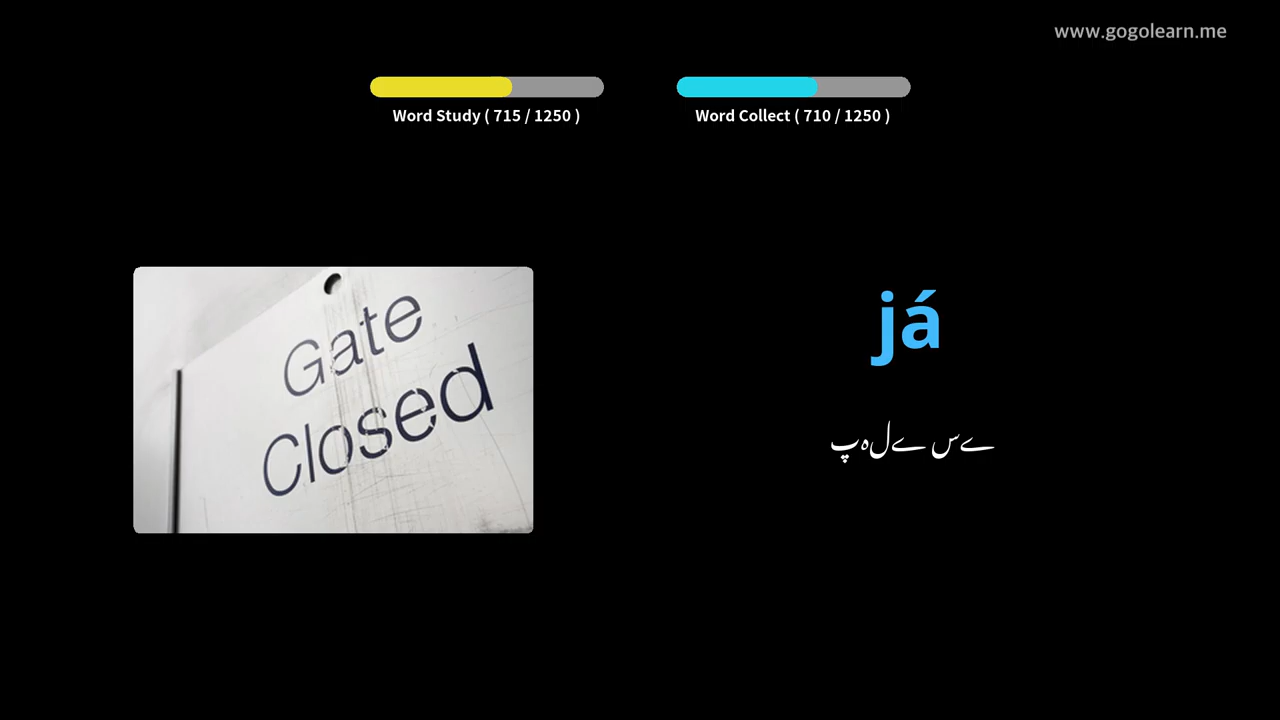 www.gogolearn.me
Word Study ( 715 / 1250 )
Word Collect ( 710 / 1250 )
Gate
Closed
já
پہلے سے